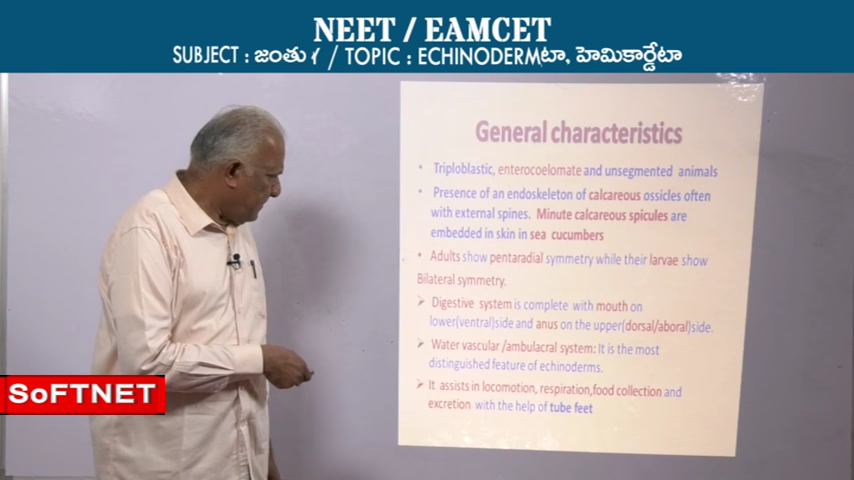 NEET / EAMCET
SUBJECT : జంతు / TOPIC : ECHINODERMటా, హెమికార్డేటా
General characteristics
• Triploblastic, enterocoelomate and unsegmented animals
• Presence of an endoskeleton of calcareous ossicles often
with external spines. Minute calcareous spicules are
embedded in skin in sea cucumbers
• Adults show pentaradial symmetry while their larvae show
Bilateral symmetry.
➢ Digestive system is complete with mouth on
lower(ventral)side and anus on the upper(dorsal/aboral)side.
➢ Water vascular /ambulacral system: It is the most
distinguished feature of echinoderms.
➢ It assists in locomotion, respiration,food collection and
excretion with the help of tube feet
SoFTNET